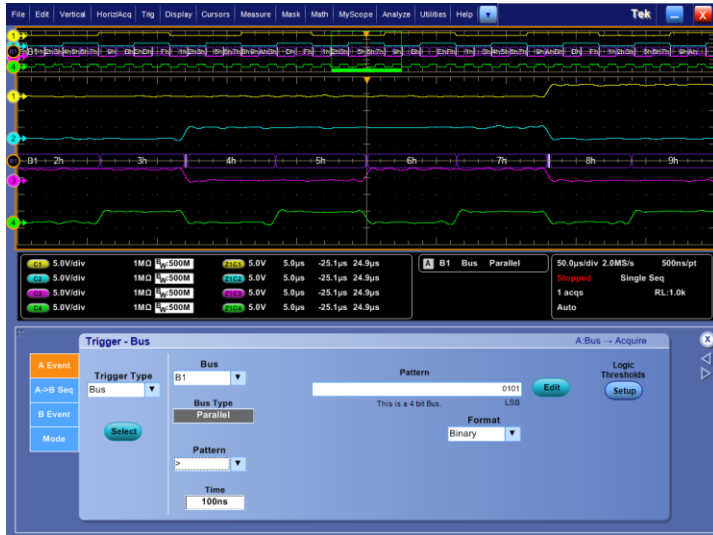 File Edit Vertical Horiz/Acq Trig Display Cursors Measure Mask Math MyScope Analyze Utilities Help Tek X
1
1
2
B1 B1 2h 3h 4h 5h 6h 7h 8h 9h
3
4
C1 5.0V/div 1MΩ BW:500M Z1C1 5.0V 5.0µs -25.1µs 24.9µs A B1 Bus Parallel 50.0µs/div 2.0MS/s 500ns/pt
C2 5.0V/div 1MΩ BW:500M Z1C2 5.0V 5.0µs -25.1µs 24.9µs Stopped Single Seq
C3 5.0V/div 1MΩ BW:500M Z1C3 5.0V 5.0µs -25.1µs 24.9µs 1 acqs RL:1.0k
C4 5.0V/div 1MΩ BW:500M Z1C4 5.0V 5.0µs -25.1µs 24.9µs Auto
Trigger - Bus A:Bus → Acquire X
A Event
A->B Seq
B Event
Mode
Trigger Type
Bus
Select
Bus
B1
Bus Type
Parallel
Pattern
>
Time
100ns
Pattern
0101
This is a 4 bit Bus. LSB
Edit
Format
Binary
Logic
Thresholds
Setup